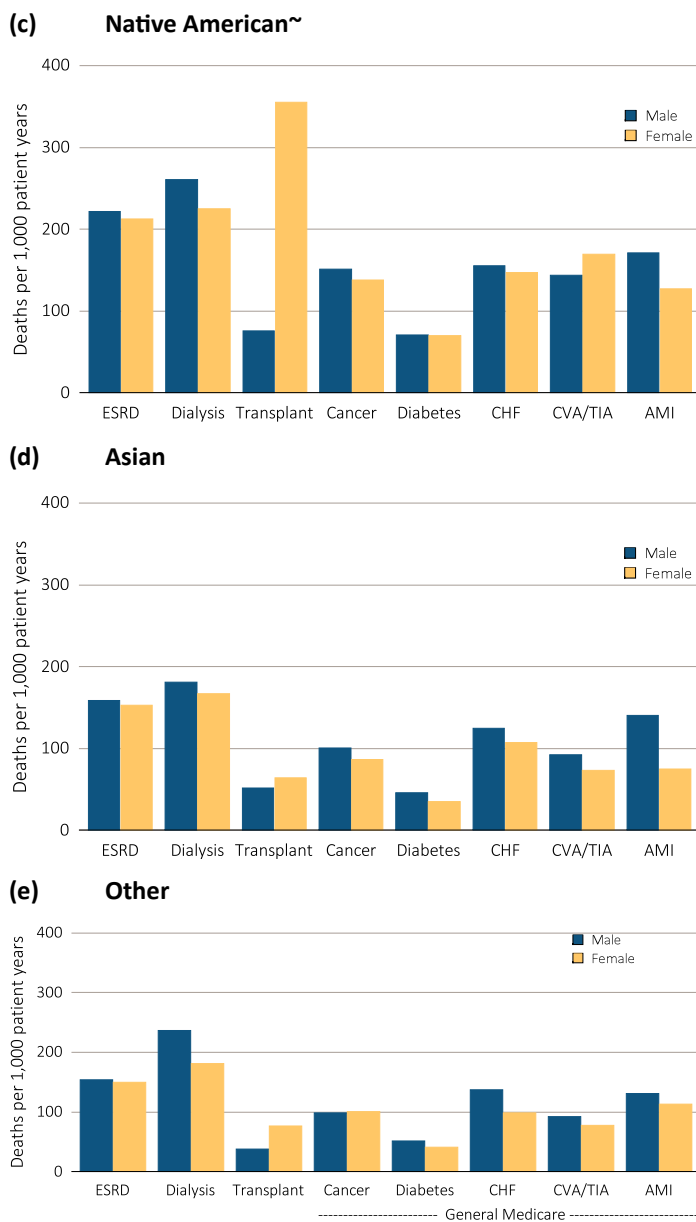 (c) Native American~
400
300
200
100
0
Deaths per 1,000 patient years
Male
Female
ESRD Dialysis Transplant Cancer Diabetes CHF CVA/TIA AMI
(d) Asian
400
300
200
100
0
Deaths per 1,000 patient years
Male
Female
ESRD Dialysis Transplant Cancer Diabetes CHF CVA/TIA AMI
(e) Other
400
300
200
100
0
Deaths per 1,000 patient years
Male
Female
ESRD Dialysis Transplant Cancer Diabetes CHF CVA/TIA AMI
General Medicare